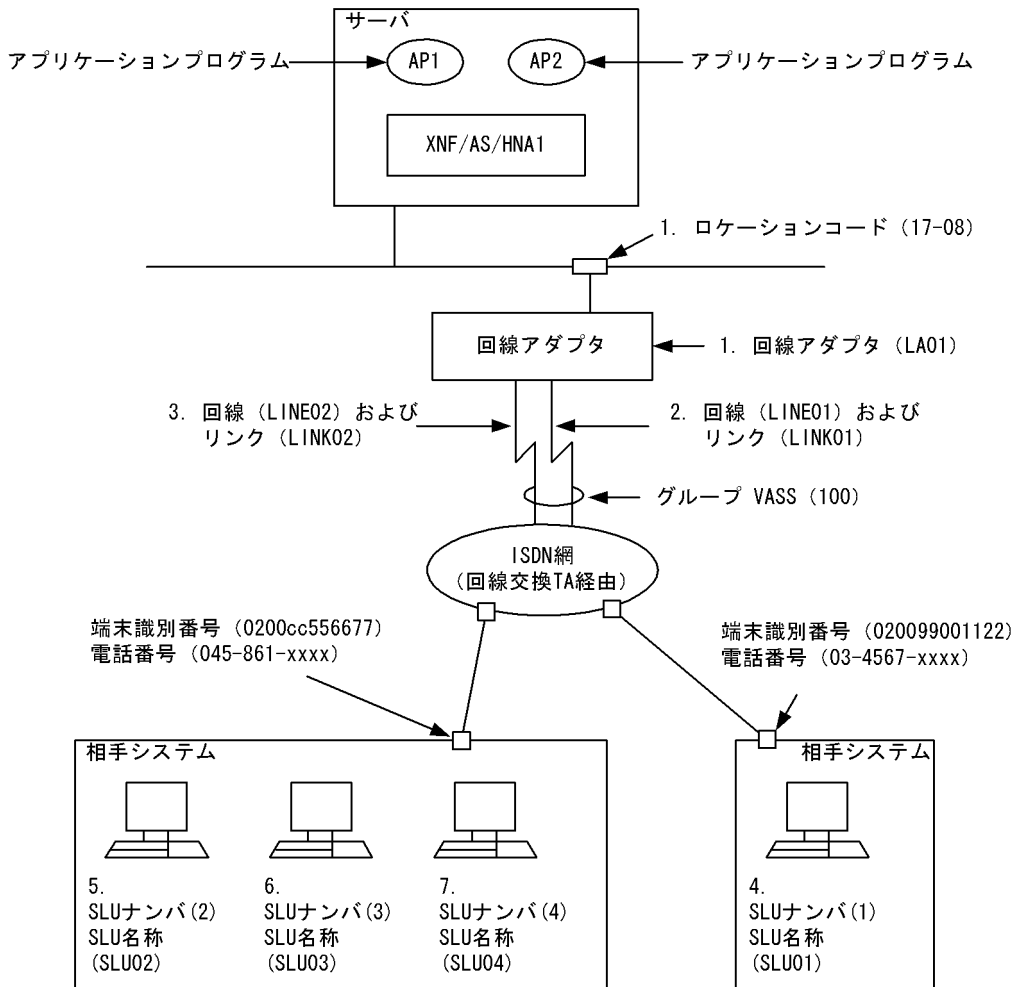 サーバ
アプリケーションプログラム
AP1
AP2
アプリケーションプログラム
XNF/AS/HNA1
1. ロケーションコード(17-08)
回線アダプタ
1. 回線アダプタ(LA01)
3. 回線(LINE02)および
リンク(LINK02)
2. 回線(LINE01)および
リンク(LINK01)
グループ VASS(100)
ISDN網
(回線交換TA経由)
端末識別番号(0200cc556677)
電話番号(045-861-xxxx)
端末識別番号(020099001122)
電話番号(03-4567-xxxx)
相手システム
5.
SLUナンバ(2)
SLU名称
(SLU02)
6.
SLUナンバ(3)
SLU名称
(SLU03)
7.
SLUナンバ(4)
SLU名称
(SLU04)
相手システム
4.
SLUナンバ(1)
SLU名称
(SLU01)